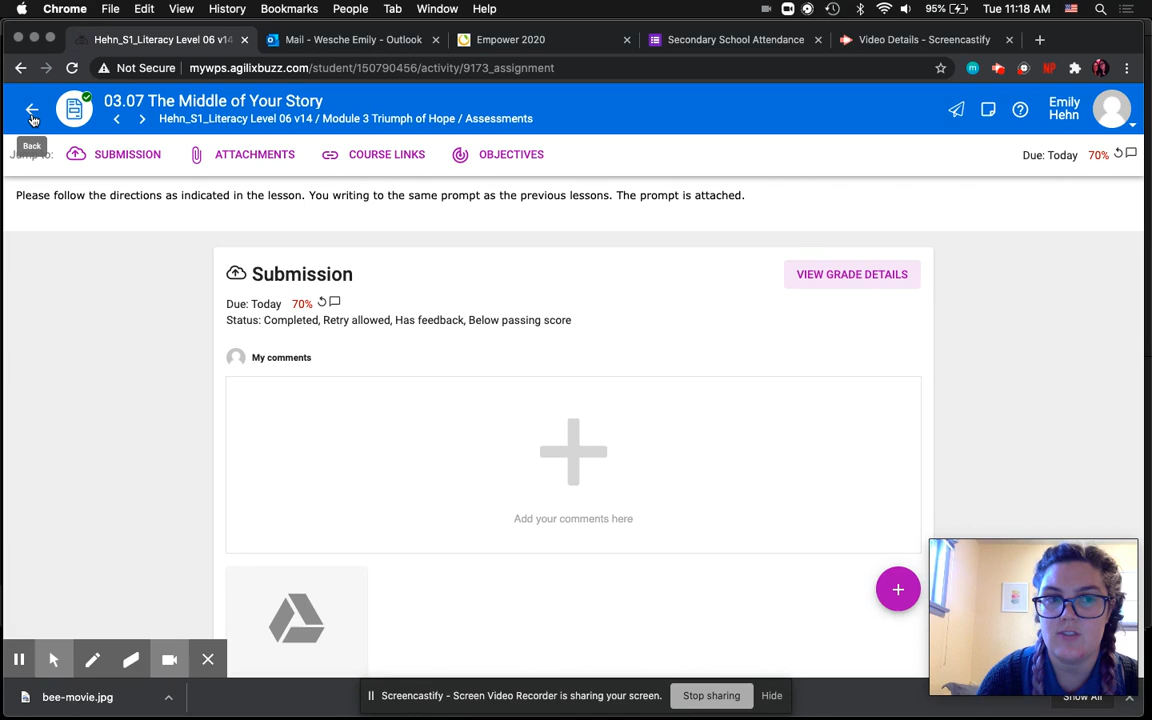 Chrome File Edit View History Bookmarks People Tab Window Help 95% Tue 11:18 AM
Hehn_S1_Literacy Level 06 v14 Mail - Wesche Emily - Outlook Empower 2020 Secondary School Attendance Video Details - Screencastify
Not Secure mywps.agilixbuzz.com/student/150790456/activity/9173_assignment
03.07 The Middle of Your Story
Hehn_S1_Literacy Level 06 v14 / Module 3 Triumph of Hope / Assessments
Emily
Hehn
Back
SUBMISSION ATTACHMENTS COURSE LINKS OBJECTIVES Due: Today 70%
Please follow the directions as indicated in the lesson. You writing to the same prompt as the previous lessons. The prompt is attached.
Submission
VIEW GRADE DETAILS
Due: Today 70%
Status: Completed, Retry allowed, Has feedback, Below passing score
My comments
Add your comments here
bee-movie.jpg
Screencastify - Screen Video Recorder is sharing your screen. Stop sharing Hide
Show All